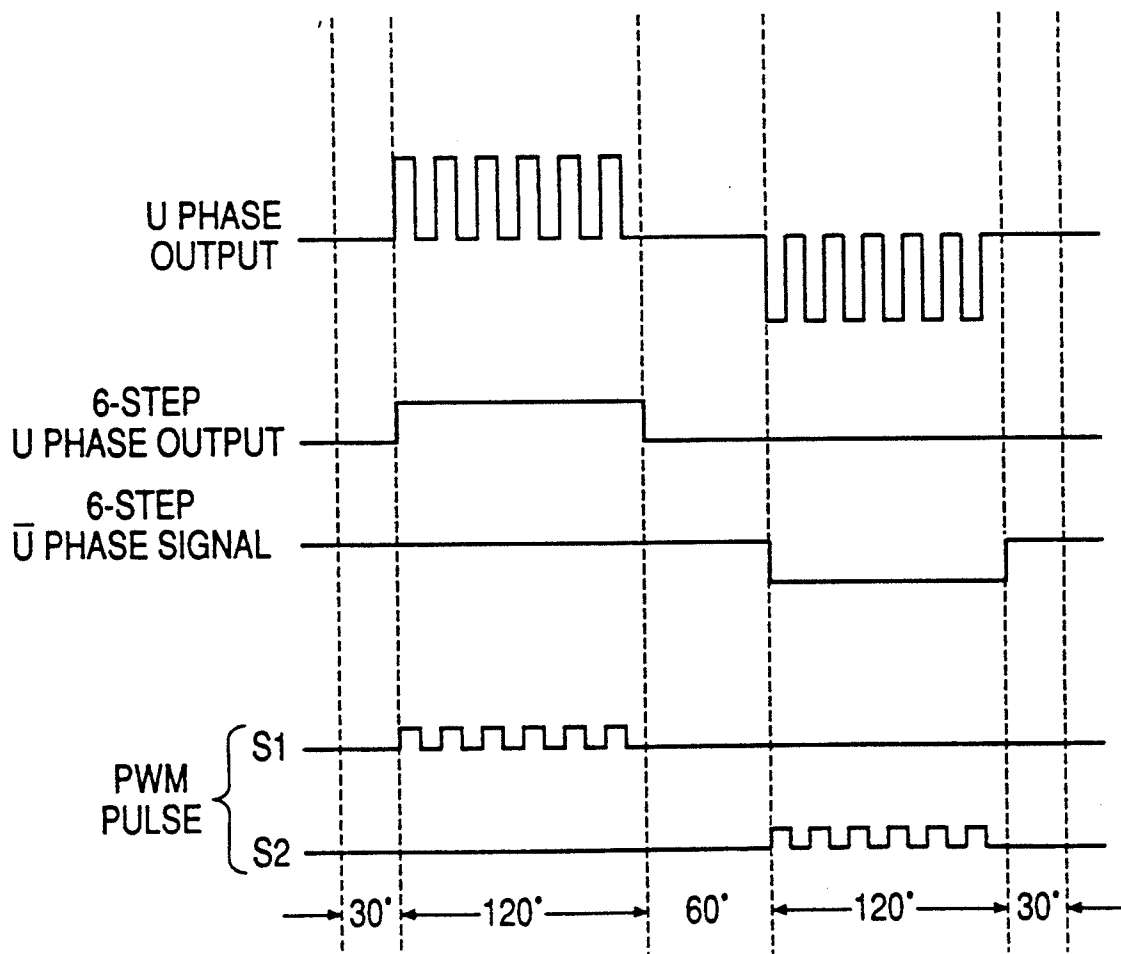 U PHASE
OUTPUT
6-STEP
U PHASE OUTPUT
6-STEP
U̅ PHASE SIGNAL
PWM
PULSE
S1
S2
30° 120° 60° 120° 30°